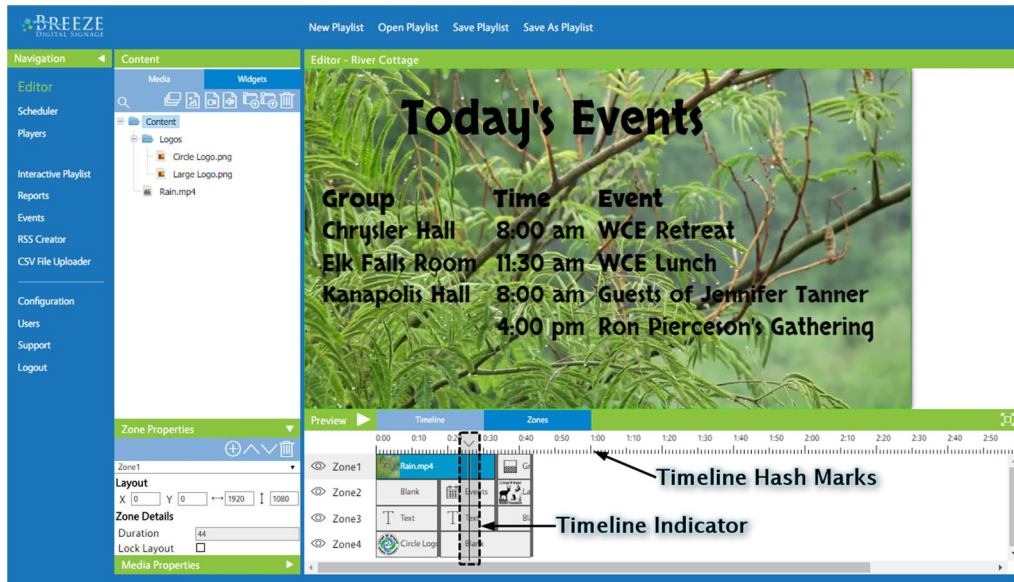 BREEZE
DIGITAL SIGNAGE
New Playlist Open Playlist Save Playlist Save As Playlist
Navigation
Editor
Scheduler
Players
Interactive Playlist
Reports
Events
RSS Creator
CSV File Uploader
Configuration
Users
Support
Logout
Content
Media Widgets
Content
Logos
Circle Logo.png
Large Logo.png
Rain.mp4
Zone Properties
Zone1
Layout
X 0 Y 0 1920 1080
Zone Details
Duration 44
Lock Layout
Media Properties
Editor - River Cottage
Today's Events
Group Time Event
Chrysler Hall 8:00 am WCE Retreat
Elk Falls Room 11:30 am WCE Lunch
Kanapolis Hall 8:00 am Guests of Jennifer Tanner
4:00 pm Ron Pierceson's Gathering
Preview Timeline Zones
0:00 0:10 0:20 0:30 0:40 0:50 1:00 1:10 1:20 1:30 1:40 1:50 2:00 2:10 2:20 2:30 2:40 2:50
Zone1 Rain.mp4 Gr
Zone2 Blank Events La
Zone3 Text Text Bl
Zone4 Circle Logo Blank
Timeline Hash Marks
Timeline Indicator